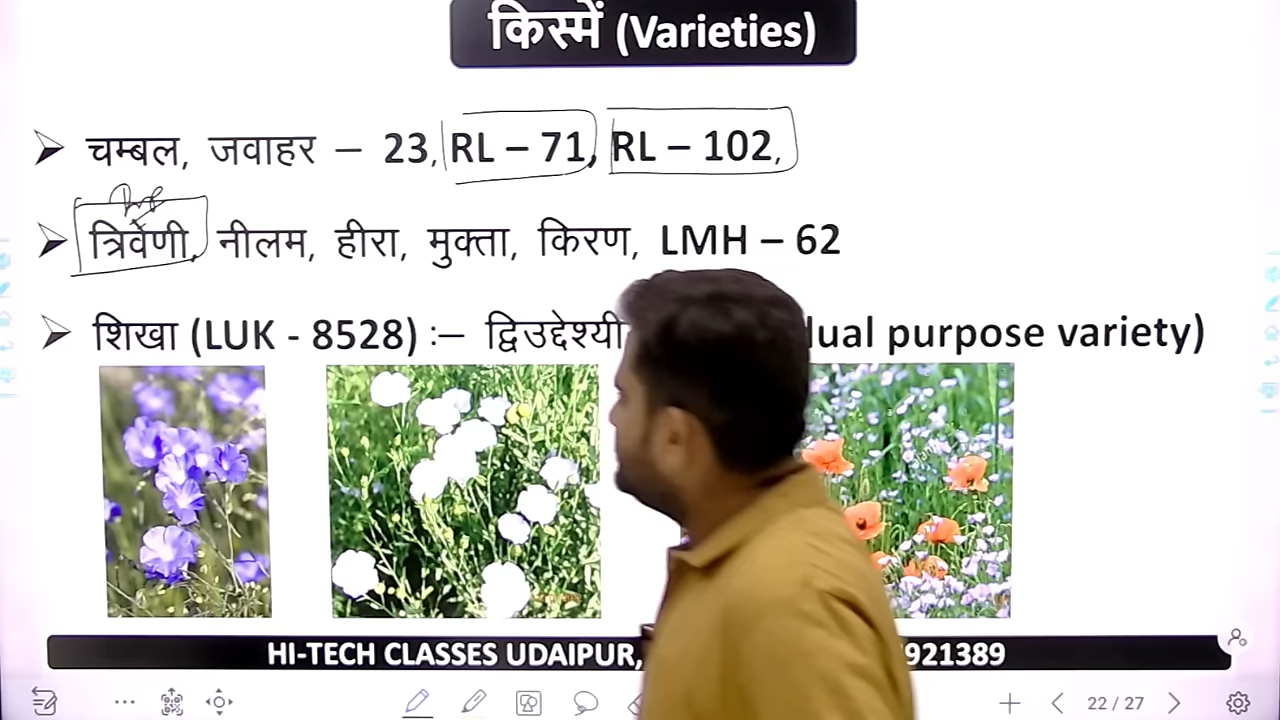 किस्में (Varieties)
चम्बल, जवाहर – 23, RL – 71, RL – 102,
त्रिवेणी, नीलम, हीरा, मुक्ता, किरण, LMH – 62
शिखा (LUK - 8528) :– द्विउद्देश्यी dual purpose variety)
HI-TECH CLASSES UDAIPUR, 921389
22 / 27